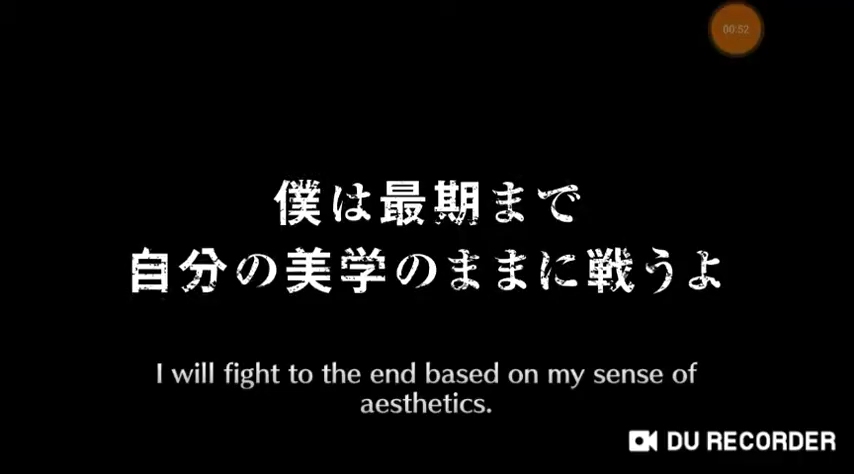 00:52
僕は最期まで
自分の美学のままに戦うよ
I will fight to the end based on my sense of
aesthetics.
DU RECORDER